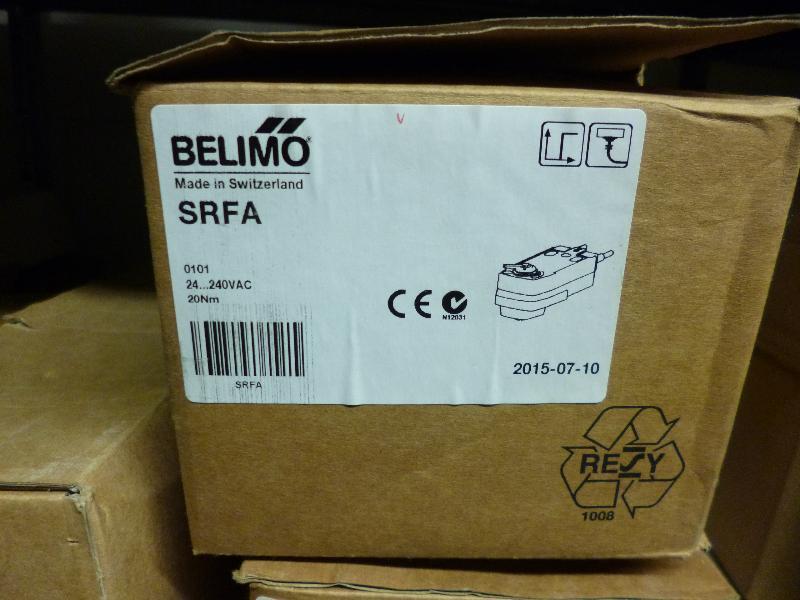 BELIMO®
Made in Switzerland
SRFA
0101
24...240VAC
20Nm
SRFA
CE
N12031
2015-07-10
RESY
1008